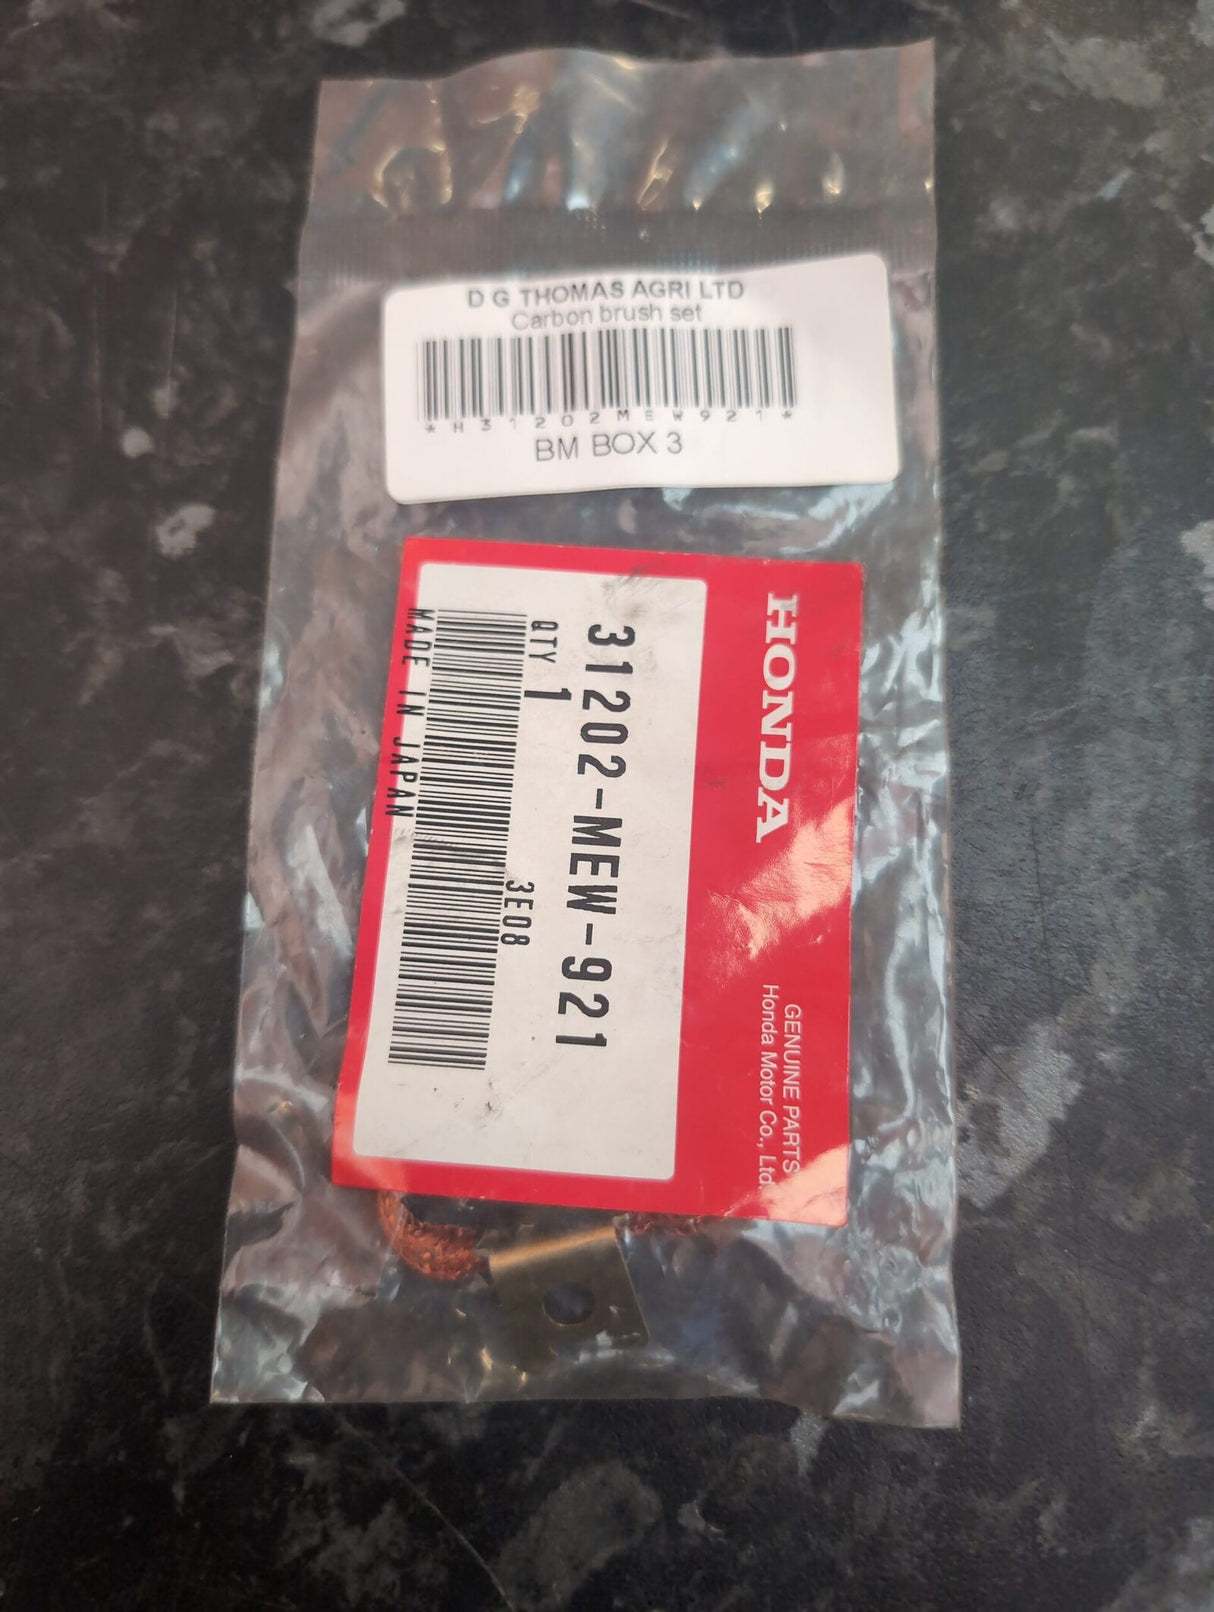 D G THOMAS AGRI LTD
Carbon brush set
*H31202MEW921*
BM BOX 3
HONDA
GENUINE PARTS
Honda Motor Co., Ltd.
31202-MEW-921
QTY 1
3E08
MADE IN JAPAN